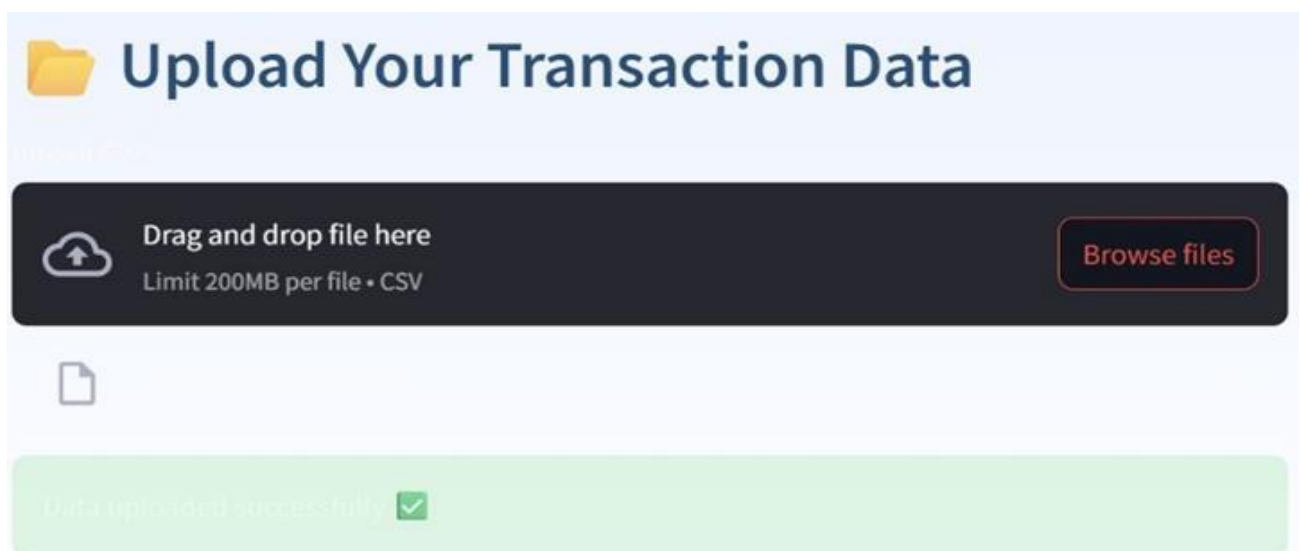 Upload Your Transaction Data
Drag and drop file here
Limit 200MB per file • CSV
Browse files
Data uploaded successfully